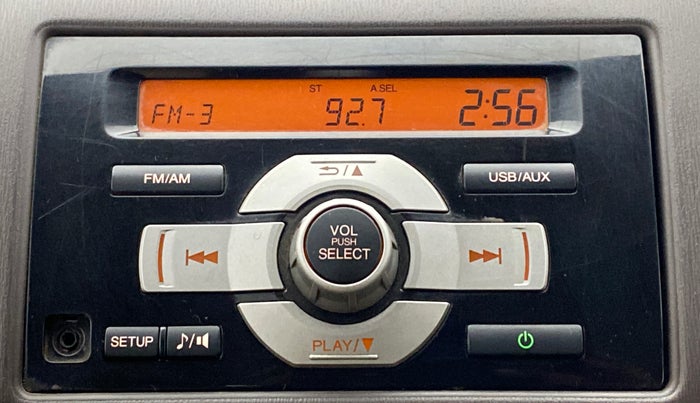 ST A.SEL
FM-3 92.7 2:56
FM/AM
USB/AUX
VOL
PUSH
SELECT
SETUP
PLAY/▼